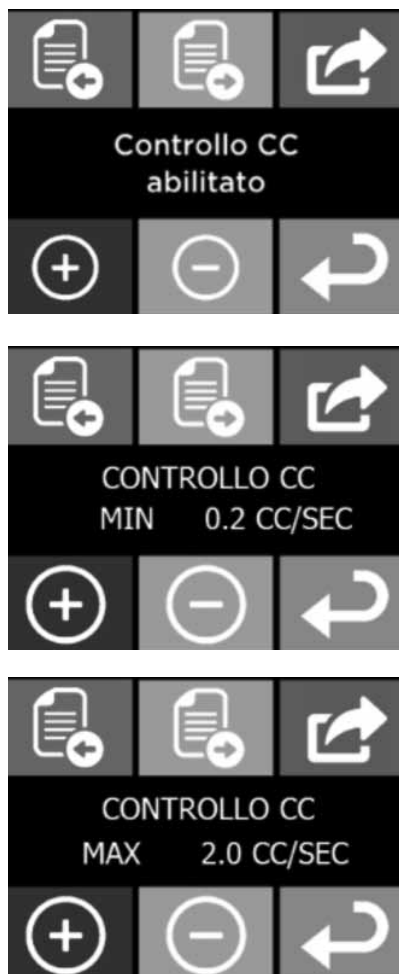 Controllo CC
abilitato
CONTROLLO CC
MIN 0.2 CC/SEC
CONTROLLO CC
MAX 2.0 CC/SEC